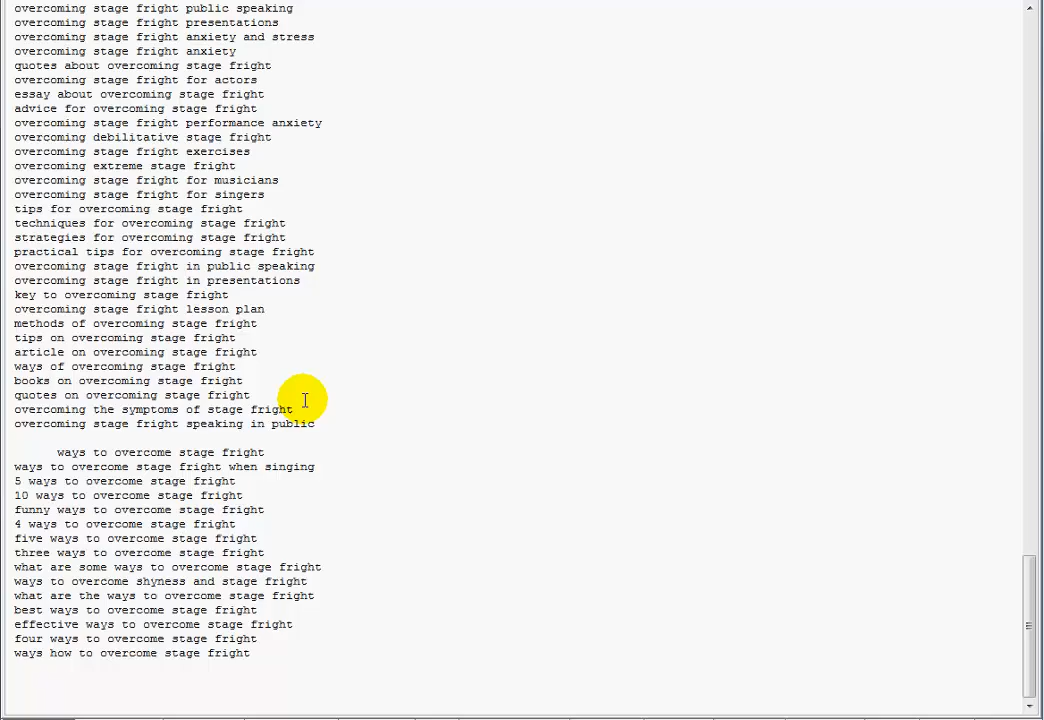 overcoming stage fright public speaking
overcoming stage fright presentations
overcoming stage fright anxiety and stress
overcoming stage fright anxiety
quotes about overcoming stage fright
overcoming stage fright for actors
essay about overcoming stage fright
advice for overcoming stage fright
overcoming stage fright performance anxiety
overcoming debilitative stage fright
overcoming stage fright exercises
overcoming extreme stage fright
overcoming stage fright for musicians
overcoming stage fright for singers
tips for overcoming stage fright
techniques for overcoming stage fright
strategies for overcoming stage fright
practical tips for overcoming stage fright
overcoming stage fright in public speaking
overcoming stage fright in presentations
key to overcoming stage fright
overcoming stage fright lesson plan
methods of overcoming stage fright
tips on overcoming stage fright
article on overcoming stage fright
ways of overcoming stage fright
books on overcoming stage fright
quotes on overcoming stage fright
overcoming the symptoms of stage fright
overcoming stage fright speaking in public
ways to overcome stage fright
ways to overcome stage fright when singing
5 ways to overcome stage fright
10 ways to overcome stage fright
funny ways to overcome stage fright
4 ways to overcome stage fright
five ways to overcome stage fright
three ways to overcome stage fright
what are some ways to overcome stage fright
ways to overcome shyness and stage fright
what are the ways to overcome stage fright
best ways to overcome stage fright
effective ways to overcome stage fright
four ways to overcome stage fright
ways how to overcome stage fright